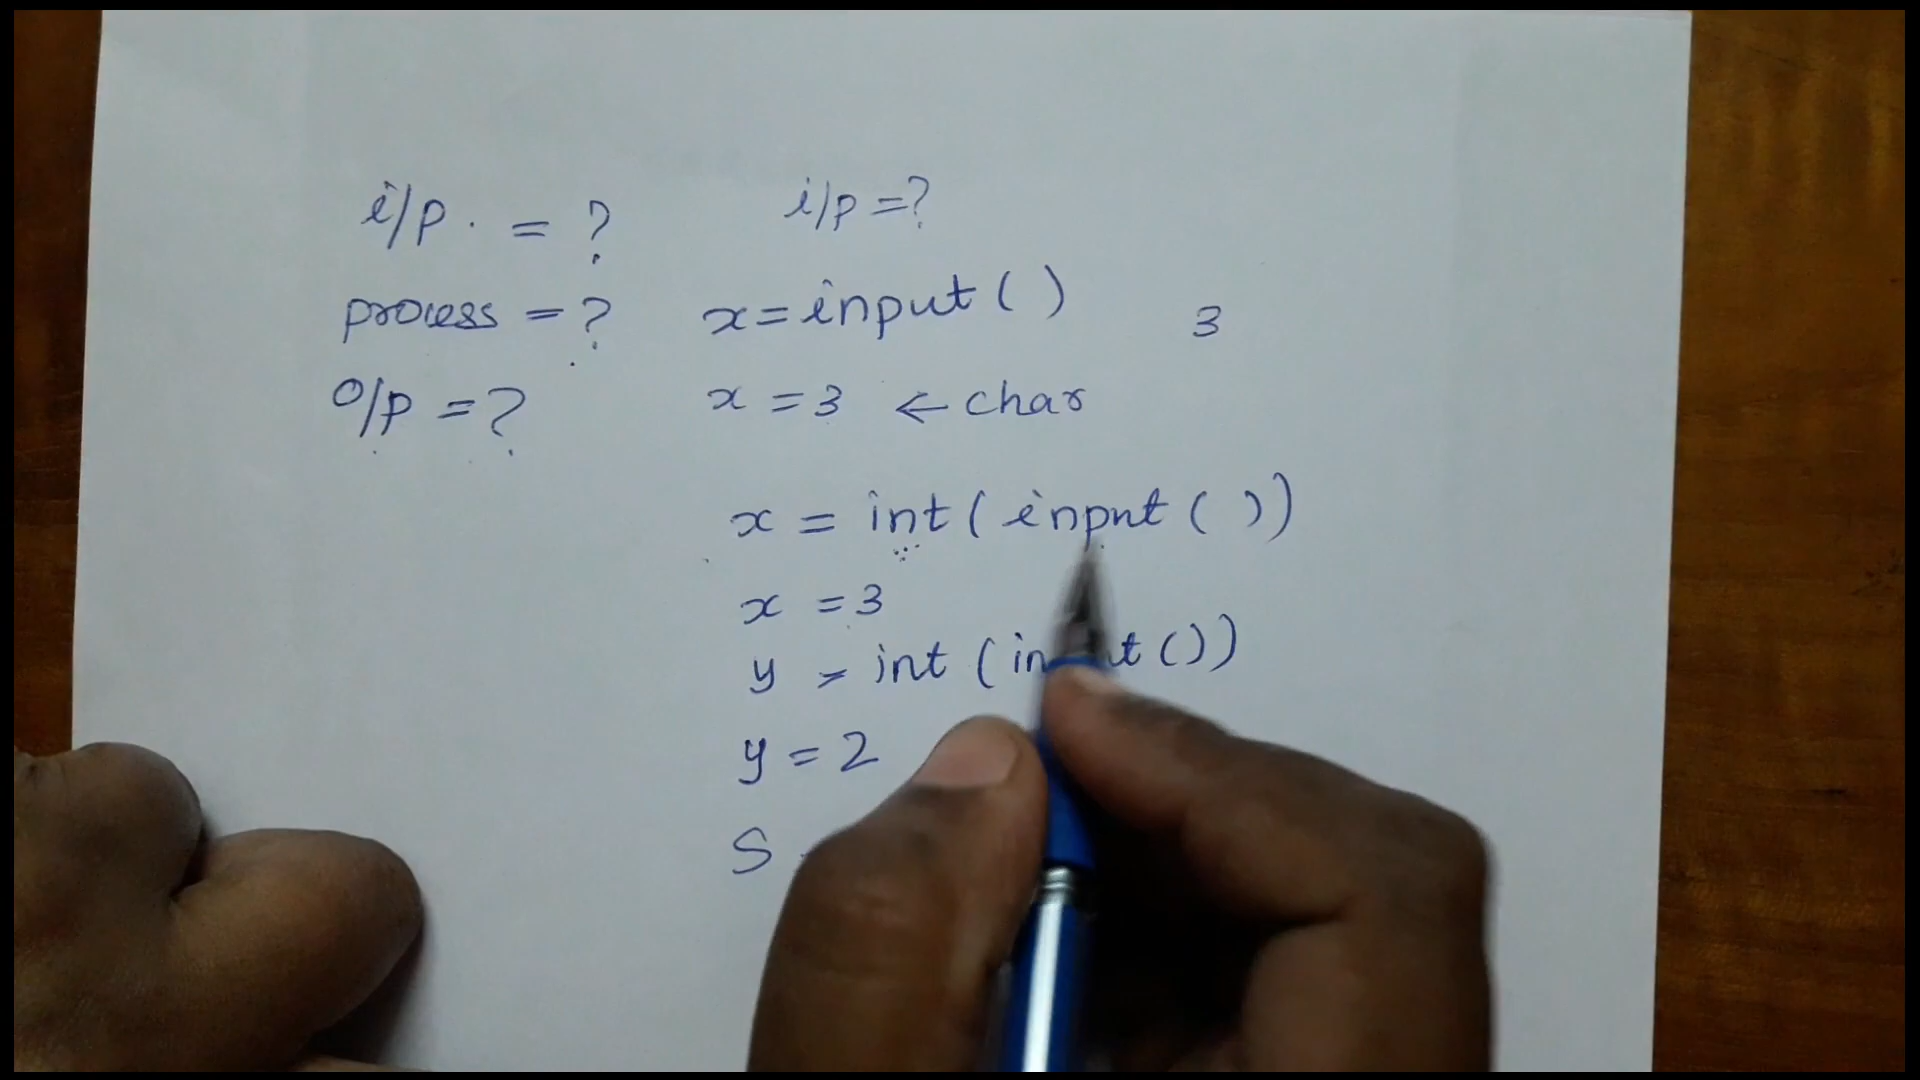 i/p. = ?
process = ?
O/p = ?
i/p = ?
x = input ( )
3
x = 3 ← char
x = int ( input ( ) )
x = 3
y = int ( ( ) )
y = 2
S